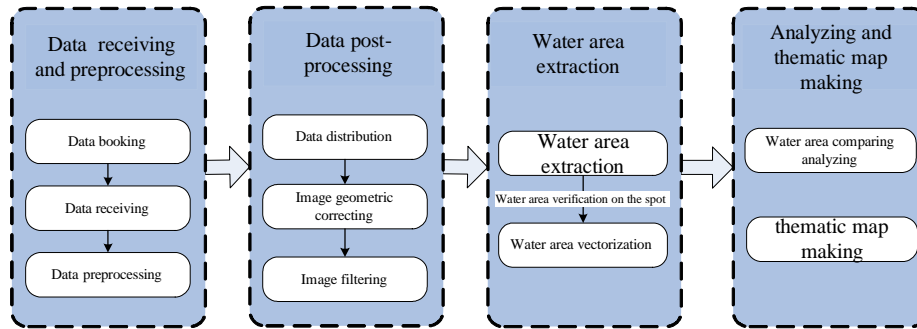 Data receiving
and preprocessing
Data booking
Data receiving
Data preprocessing
Data post-
processing
Data distribution
Image geometric
correcting
Image filtering
Water area
extraction
Water area
extraction
Water area verification on the spot
Water area vectorization
Analyzing and
thematic map
making
Water area comparing
analyzing
thematic map
making